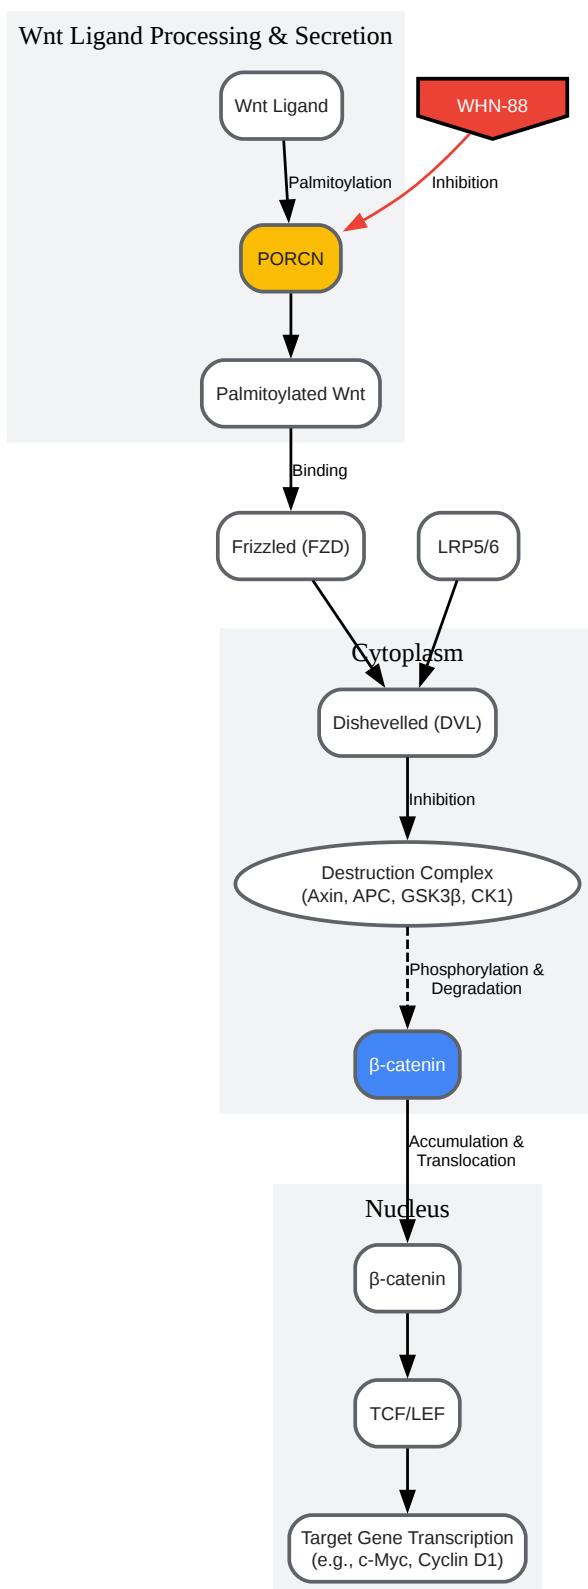 Wnt Ligand Processing & Secretion
Wnt Ligand
WHN-88
Palmitoylation
Inhibition
PORCN
Palmitoylated Wnt
Binding
Frizzled (FZD)
LRP5/6
Cytoplasm
Dishevelled (DVL)
Inhibition
Destruction Complex
(Axin, APC, GSK3β, CK1)
Phosphorylation &
Degradation
β-catenin
Accumulation &
Translocation
Nucleus
β-catenin
TCF/LEF
Target Gene Transcription
(e.g., c-Myc, Cyclin D1)